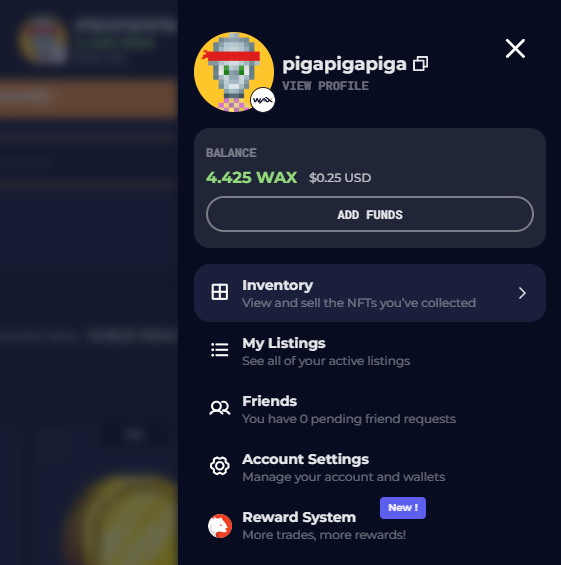 pigapigapiga
VIEW PROFILE
BALANCE
4.425 WAX $0.25 USD
ADD FUNDS
Inventory
View and sell the NFTs you’ve collected
My Listings
See all of your active listings
Friends
You have 0 pending friend requests
Account Settings
Manage your account and wallets
New !
Reward System
More trades, more rewards!